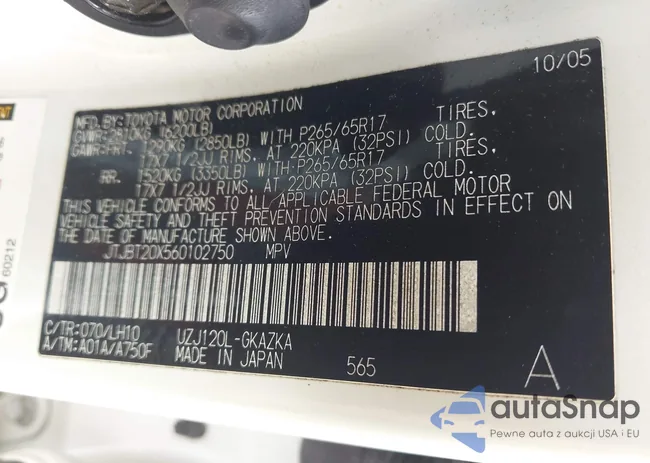 10/05
MFD. BY:TOYOTA MOTOR CORPORATION
GVWR:2810KG (6200LB)
GAWR-FRT. 1290KG (2850LB) WITH P265/65R17 TIRES,
17X7 1/2JJ RIMS, AT 220KPA (32PSI) COLD.
RR. 1520KG (3350LB) WITH P265/65R17 TIRES,
17X7 1/2JJ RIMS, AT 220KPA (32PSI) COLD.
THIS VEHICLE CONFORMS TO ALL APPLICABLE FEDERAL MOTOR
VEHICLE SAFETY AND THEFT PREVENTION STANDARDS IN EFFECT ON
THE DATE OF MANUFACTURE SHOWN ABOVE.
JTJBT20X560102750 MPV
C/TR:070/LH10 UZJ120L-GKAZKA
A/TM:A01A/A750F MADE IN JAPAN 565
A
60212
autaSnap
Pewne auta z aukcji USA i EU